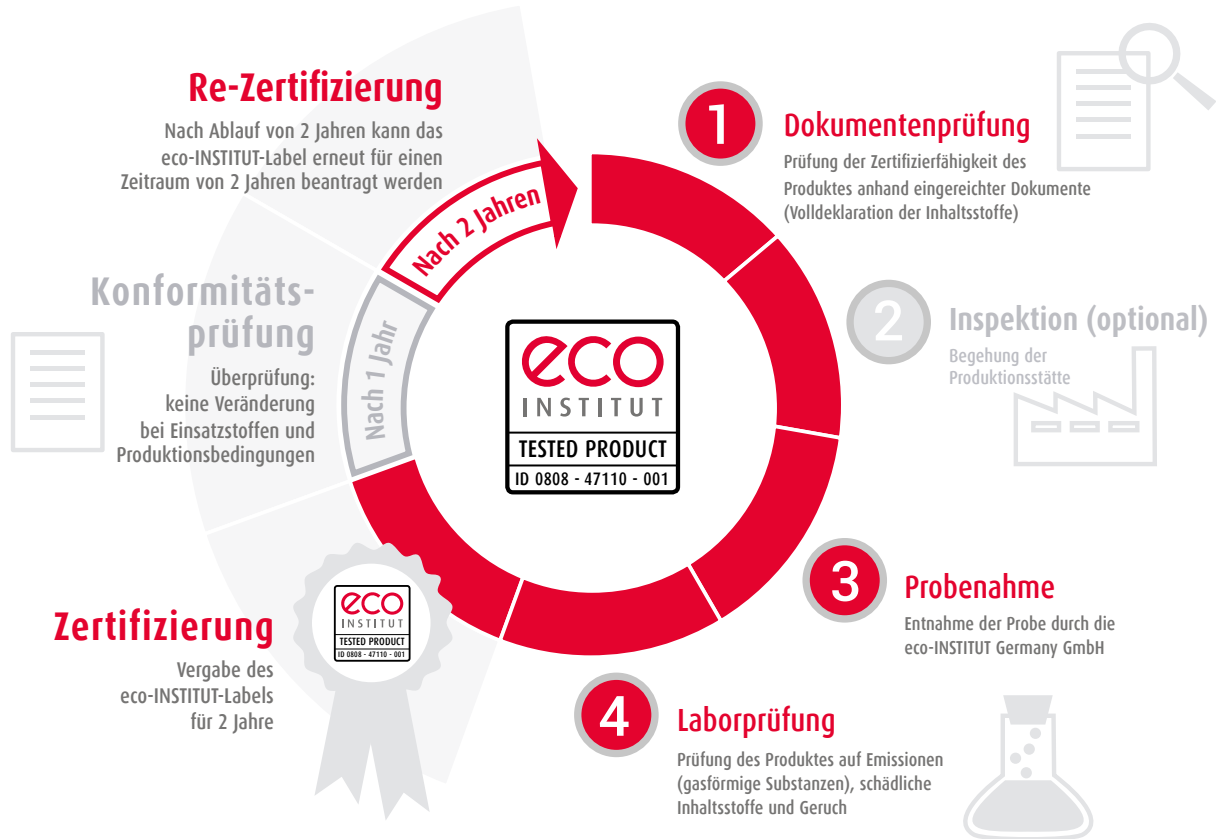 1
Dokumentenprüfung
Prüfung der Zertifizierfähigkeit des
Produktes anhand eingereichter Dokumente
(Volldeklaration der Inhaltsstoffe)
2
Inspektion (optional)
Begehung der
Produktionsstätte
3
Probenahme
Entnahme der Probe durch die
eco-INSTITUT Germany GmbH
4
Laborprüfung
Prüfung des Produktes auf Emissionen
(gasförmige Substanzen), schädliche
Inhaltsstoffe und Geruch
Zertifizierung
Vergabe des
eco-INSTITUT-Labels
für 2 Jahre
eco
INSTITUT
TESTED PRODUCT
ID 0808 - 47110 - 001
Konformitäts-
prüfung
Überprüfung:
keine Veränderung
bei Einsatzstoffen und
Produktionsbedingungen
Nach 1 Jahr
Re-Zertifizierung
Nach Ablauf von 2 Jahren kann das
eco-INSTITUT-Label erneut für einen
Zeitraum von 2 Jahren beantragt werden
Nach 2 Jahren
eco
INSTITUT
TESTED PRODUCT
ID 0808 - 47110 - 001